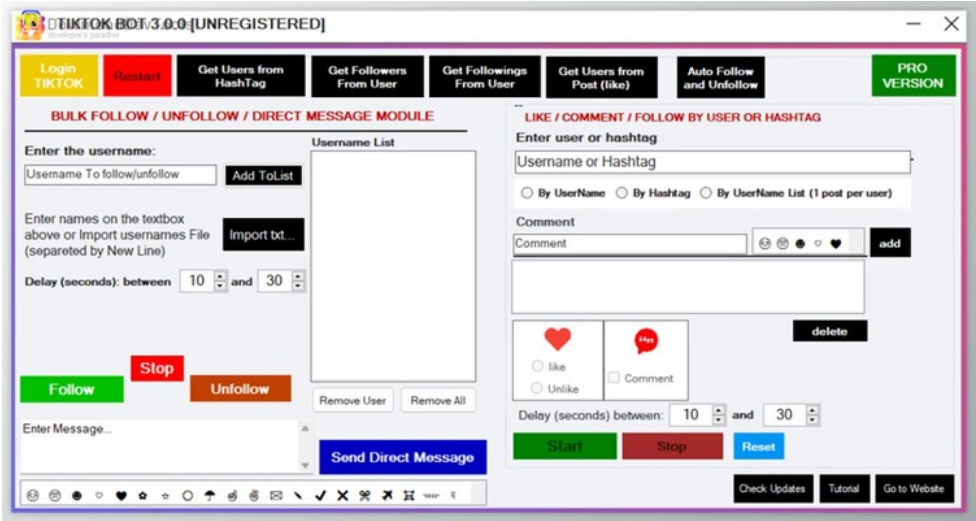 TIKTOK BOT 3.0.0 [UNREGISTERED]
developer's paradise
Login
TIKTOK
Restart
Get Users from
HashTag
Get Followers
From User
Get Followings
From User
Get Users from
Post (like)
Auto Follow
and Unfollow
PRO
VERSION
BULK FOLLOW / UNFOLLOW / DIRECT MESSAGE MODULE
Enter the username:
Username To follow/unfollow
Add ToList
Enter names on the textbox
above or Import usernames File
(separeted by New Line)
Import txt...
Delay (seconds): between 10 and 30
Stop
Follow
Unfollow
Username List
Remove User
Remove All
Enter Message...
Send Direct Message
LIKE / COMMENT / FOLLOW BY USER OR HASHTAG
Enter user or hashtag
Username or Hashtag
By UserName
By Hashtag
By UserName List (1 post per user)
Comment
Comment
add
delete
like
Unlike
Comment
Delay (seconds) between: 10 and 30
Start
Stop
Reset
Check Updates
Tutorial
Go to Website